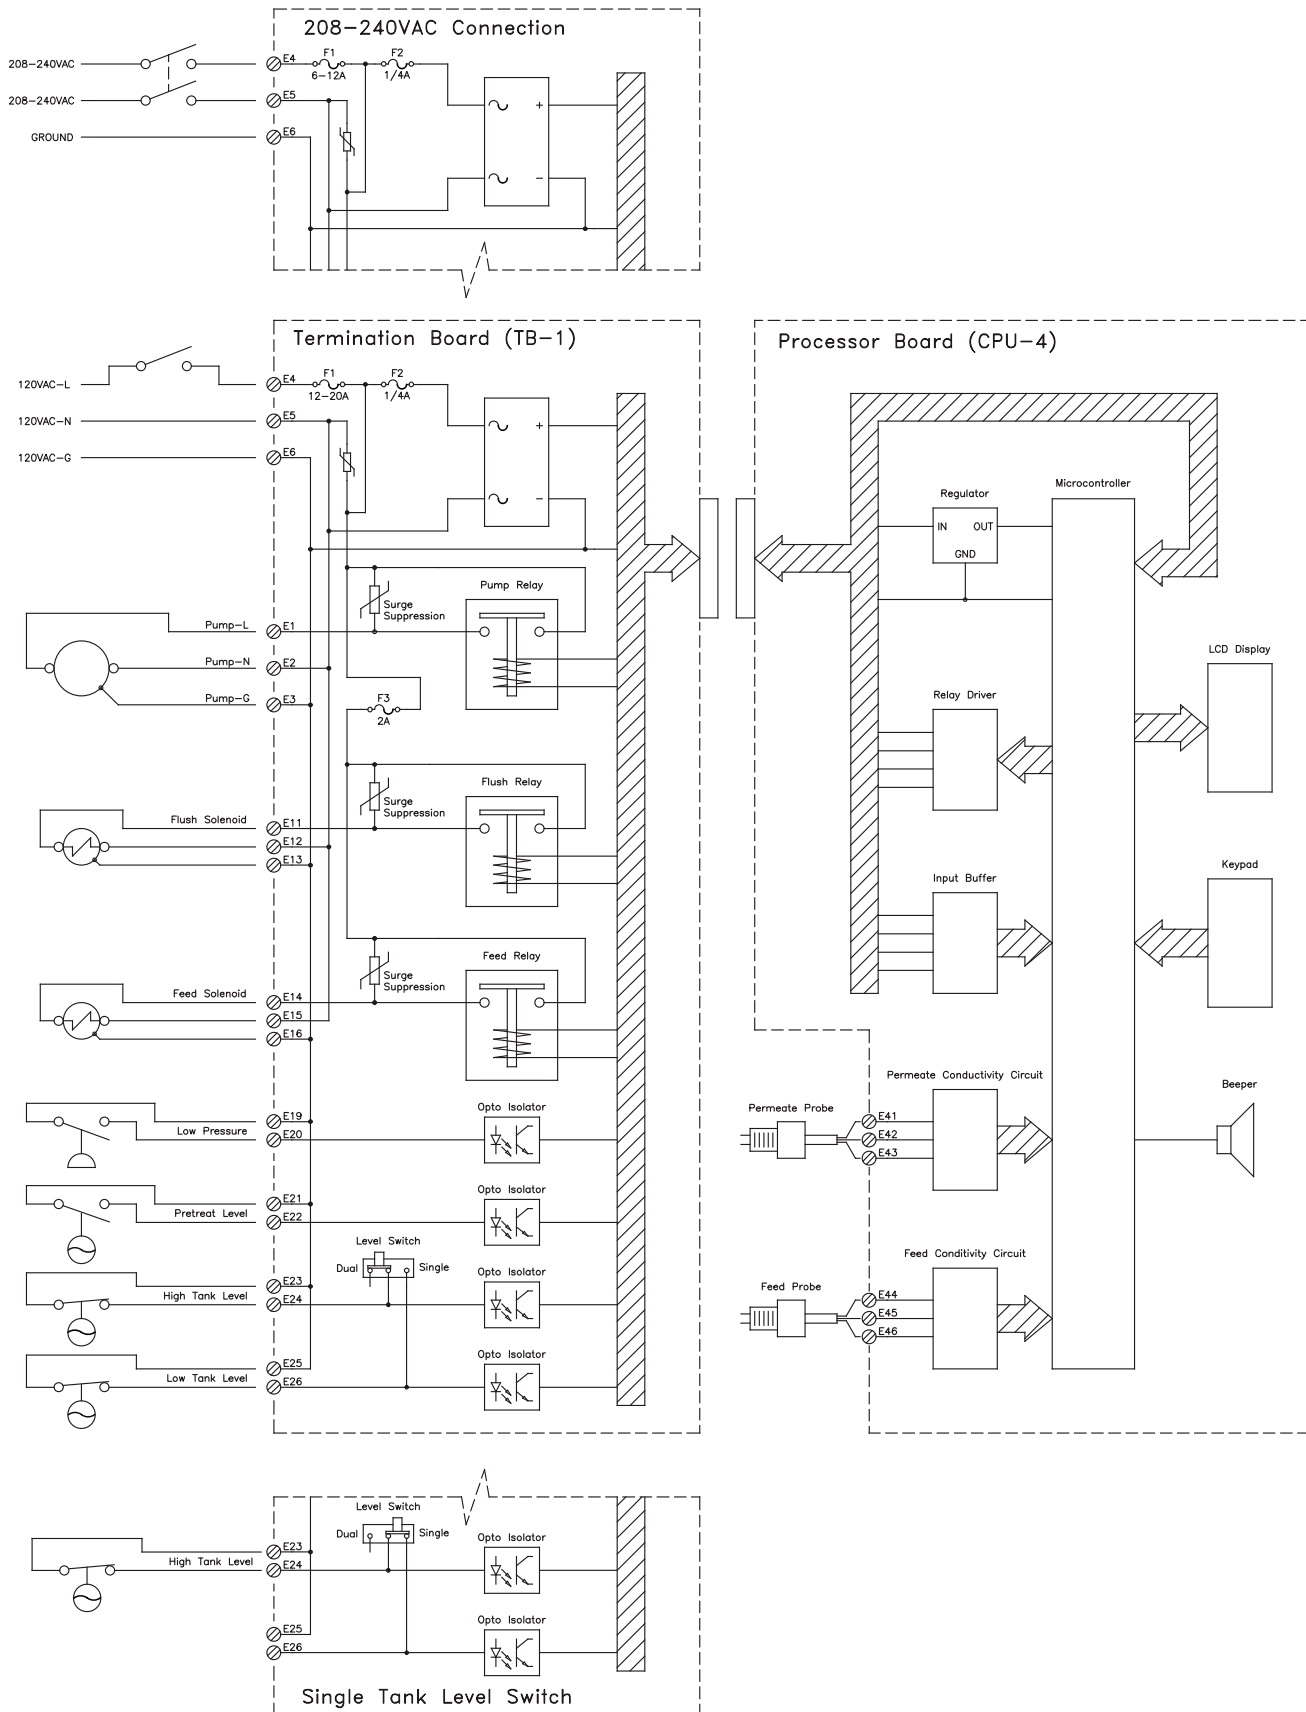 208-240VAC Connection
208-240VAC
E4
F1
6-12A
F2
1/4A
208-240VAC
E5
+
GROUND
E6
-
Termination Board (TB-1)
120VAC-L
E4
F1
12-20A
F2
1/4A
120VAC-N
E5
+
120VAC-G
E6
-
Surge
Suppression
Pump Relay
Pump-L
E1
Pump-N
E2
Pump-G
E3
F3
2A
Surge
Suppression
Flush Relay
Flush Solenoid
E11
E12
E13
Surge
Suppression
Feed Relay
Feed Solenoid
E14
E15
E16
E19
Low Pressure
E20
Opto Isolator
E21
Pretreat Level
E22
Opto Isolator
Level Switch
Dual
Single
E23
High Tank Level
E24
Opto Isolator
E25
Low Tank Level
E26
Opto Isolator
Processor Board (CPU-4)
Regulator
IN
OUT
GND
Microcontroller
LCD Display
Relay Driver
Input Buffer
Keypad
Permeate Conductivity Circuit
Permeate Probe
E41
E42
E43
Beeper
Feed Conditivity Circuit
Feed Probe
E44
E45
E46
Level Switch
Dual
Single
E23
High Tank Level
E24
Opto Isolator
E25
E26
Opto Isolator
Single Tank Level Switch